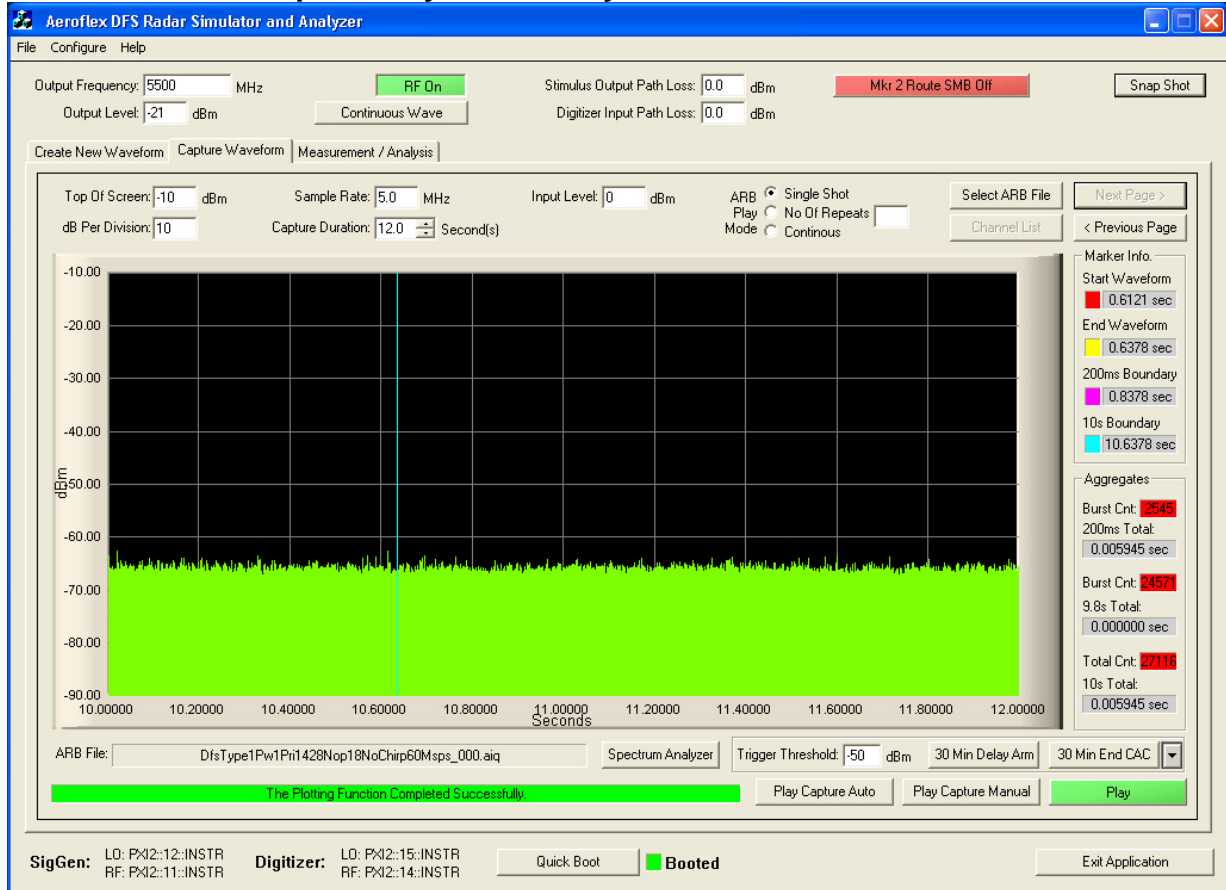 Aeroflex DFS Radar Simulator and Analyzer
File Configure Help
Output Frequency: 5500 MHz RF On Stimulus Output Path Loss: 0.0 dBm Mkr 2 Route SMB Off Snap Shot
Output Level: -21 dBm Continuous Wave Digitizer Input Path Loss: 0.0 dBm
Create New Waveform Capture Waveform Measurement / Analysis
Top Of Screen: -10 dBm Sample Rate: 5.0 MHz Input Level: 0 dBm ARB Play Mode Single Shot Select ARB File Next Page >
No Of Repeats
dB Per Division: 10 Capture Duration: 12.0 Second(s) Continous Channel List < Previous Page
-10.00
-20.00
-30.00
-40.00
-50.00
-60.00
-70.00
-80.00
-90.00
dBm
10.00000 10.20000 10.40000 10.60000 10.80000 11.00000 11.20000 11.40000 11.60000 11.80000 12.00000
Seconds
Marker Info.
Start Waveform
0.6121 sec
End Waveform
0.6378 sec
200ms Boundary
0.8378 sec
10s Boundary
10.6378 sec
Aggregates
Burst Cnt: 2545
200ms Total:
0.005945 sec
Burst Cnt: 24571
9.8s Total:
0.000000 sec
Total Cnt: 27116
10s Total:
0.005945 sec
ARB File: DfsType1Pw1Pri1428Nop18NoChirp60Msps_000.aiq Spectrum Analyzer Trigger Threshold: -50 dBm 30 Min Delay Arm 30 Min End CAC
The Plotting Function Completed Successfully. Play Capture Auto Play Capture Manual Play
SigGen: LO: PXI2::12::INSTR Digitizer: LO: PXI2::15::INSTR Quick Boot Booted Exit Application
RF: PXI2::11::INSTR RF: PXI2::14::INSTR